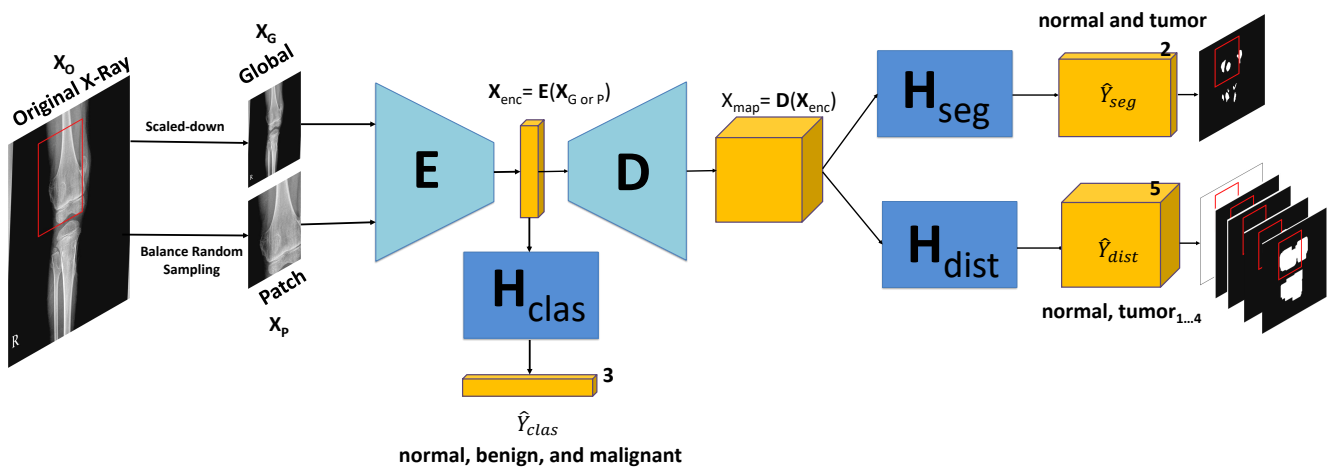 X_O
Original X-Ray
R
X_G
Global
Scaled-down
Balance Random
Sampling
Patch
X_P
E
X_enc= E(X_G or P)
D
X_map= D(X_enc)
H_clas
3
Ŷ_clas
normal, benign, and malignant
H_seg
normal and tumor
2
Ŷ_seg
H_dist
5
Ŷ_dist
normal, tumor_1...4